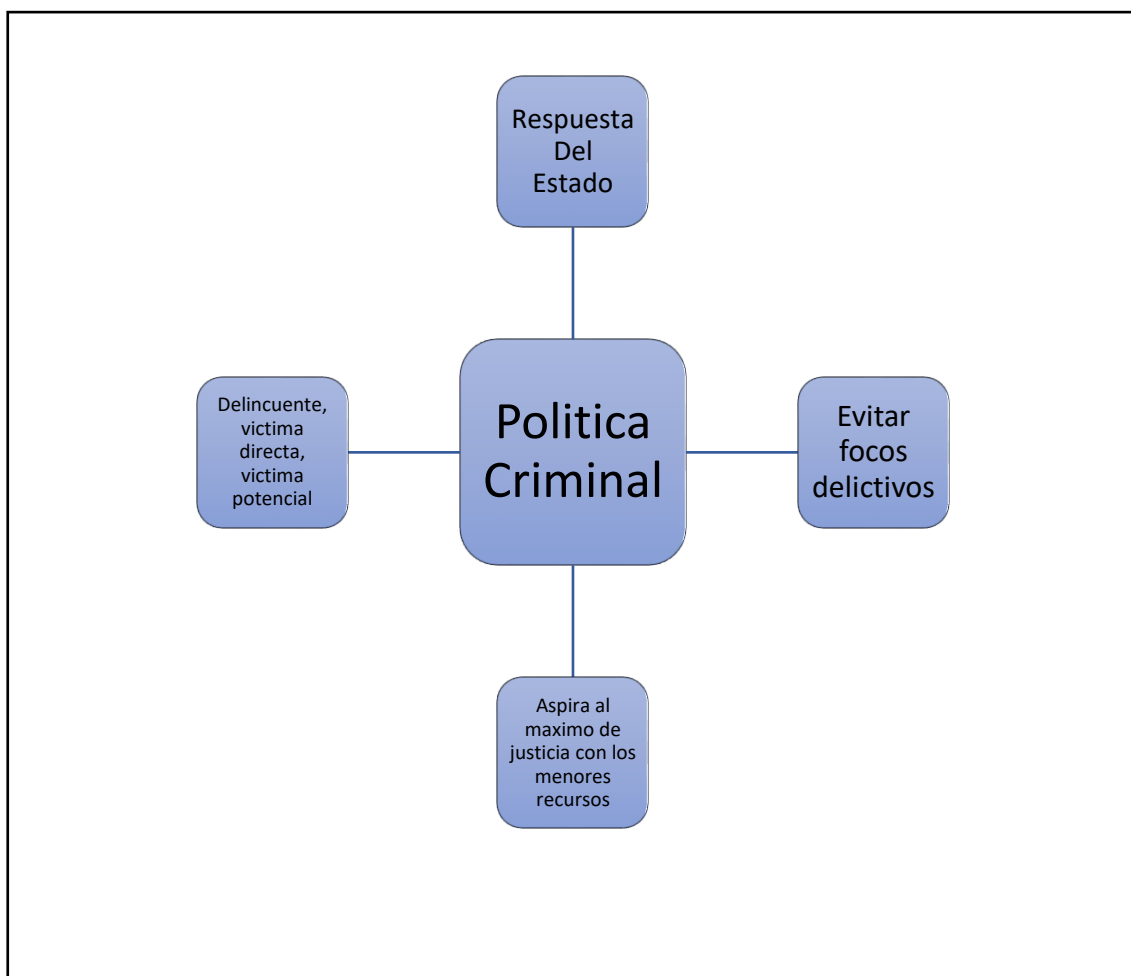 Respuesta
Del
Estado
Delincuente,
victima
directa,
victima
potencial
Politica
Criminal
Evitar
focos
delictivos
Aspira al
maximo de
justicia con los
menores
recursos